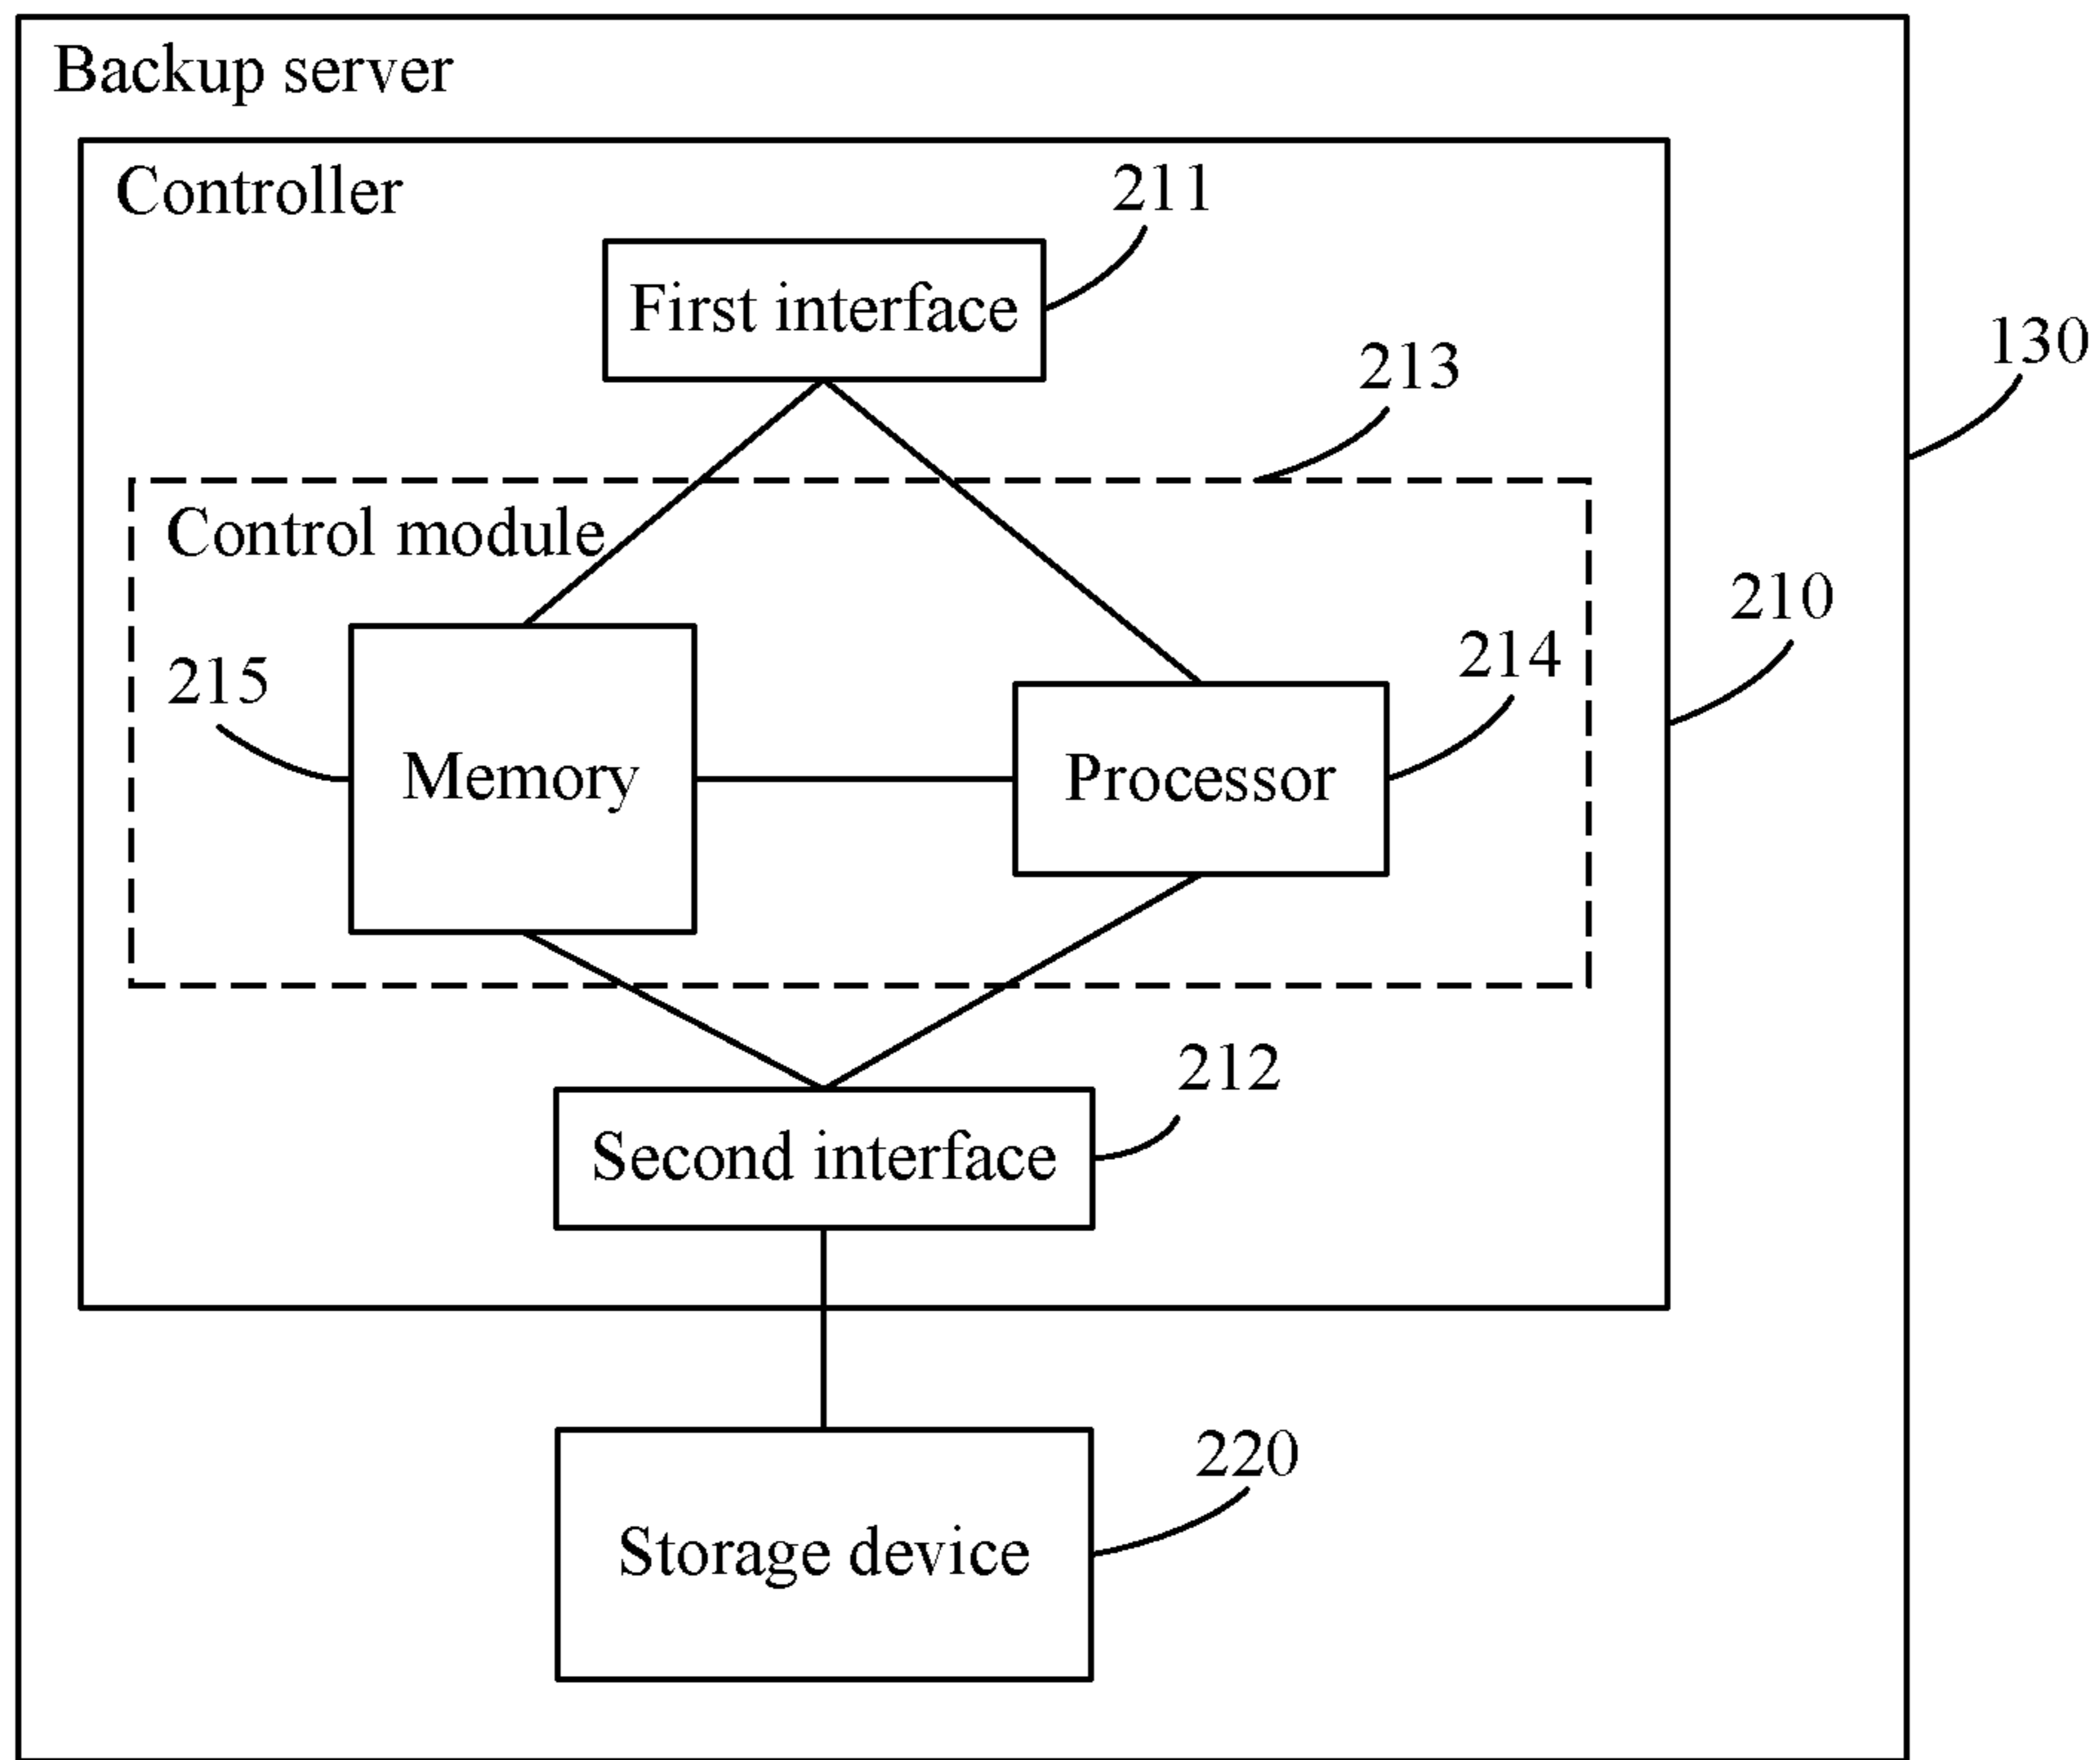 Backup server
Controller
211
First interface
130
213
Control module
210
215
214
Memory
Processor
212
Second interface
220
Storage device